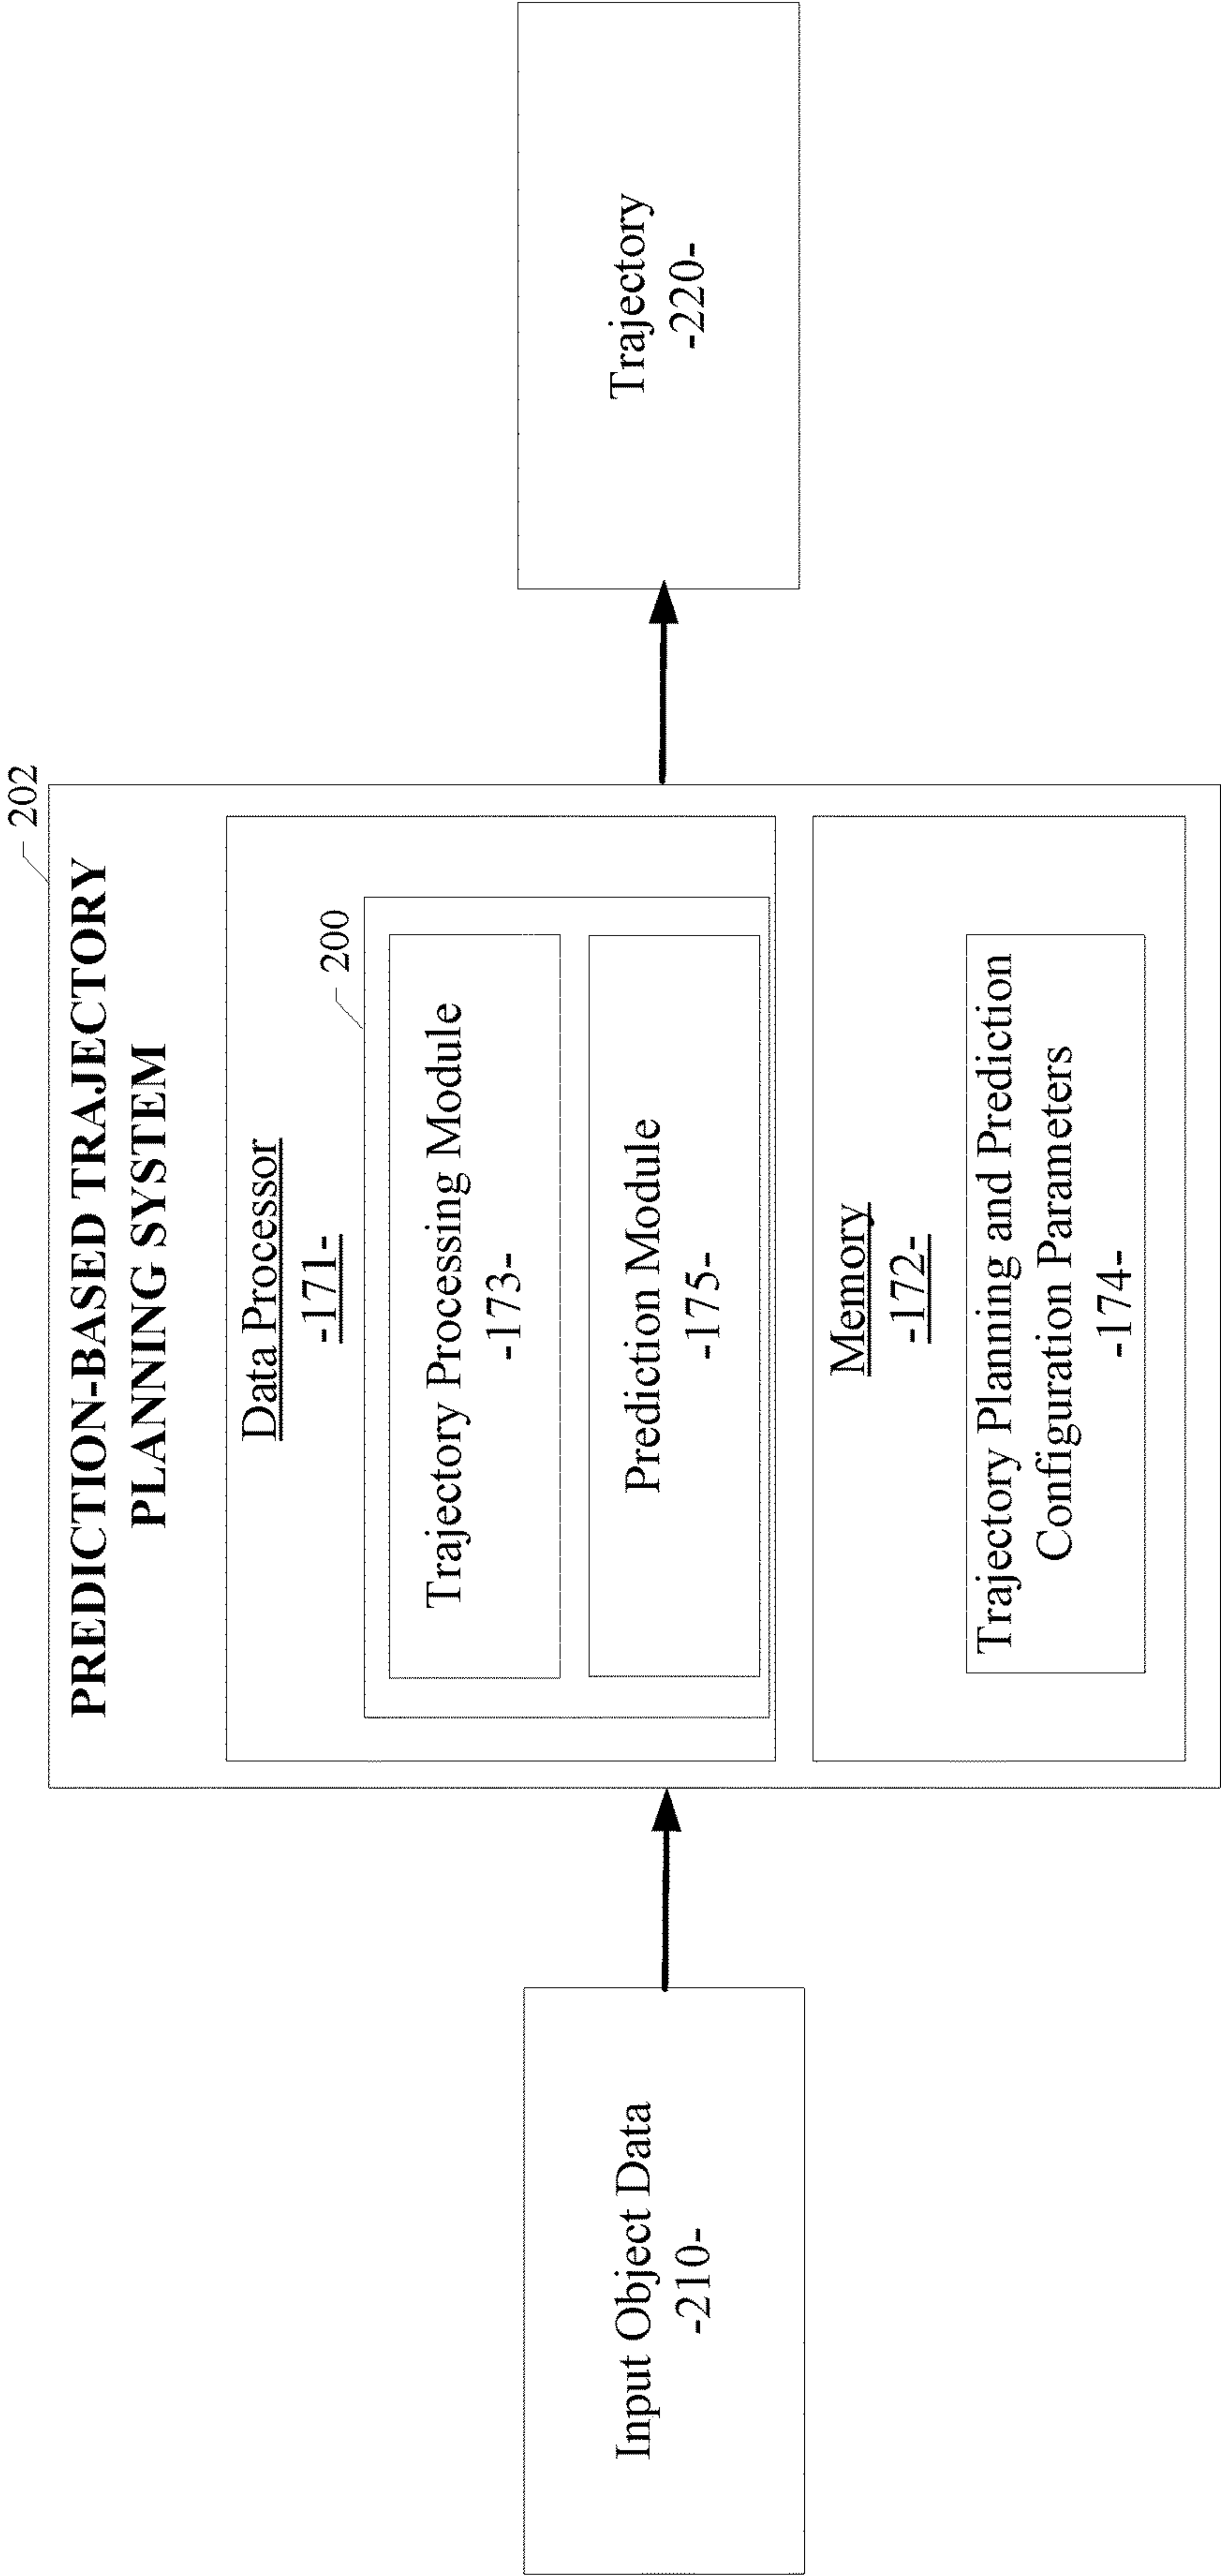 202
PREDICTION-BASED TRAJECTORY
PLANNING SYSTEM
Input Object Data
-210-
Data Processor
-171-
200
Trajectory Processing Module
-173-
Prediction Module
-175-
Memory
-172-
Trajectory Planning and Prediction
Configuration Parameters
-174-
Trajectory
-220-